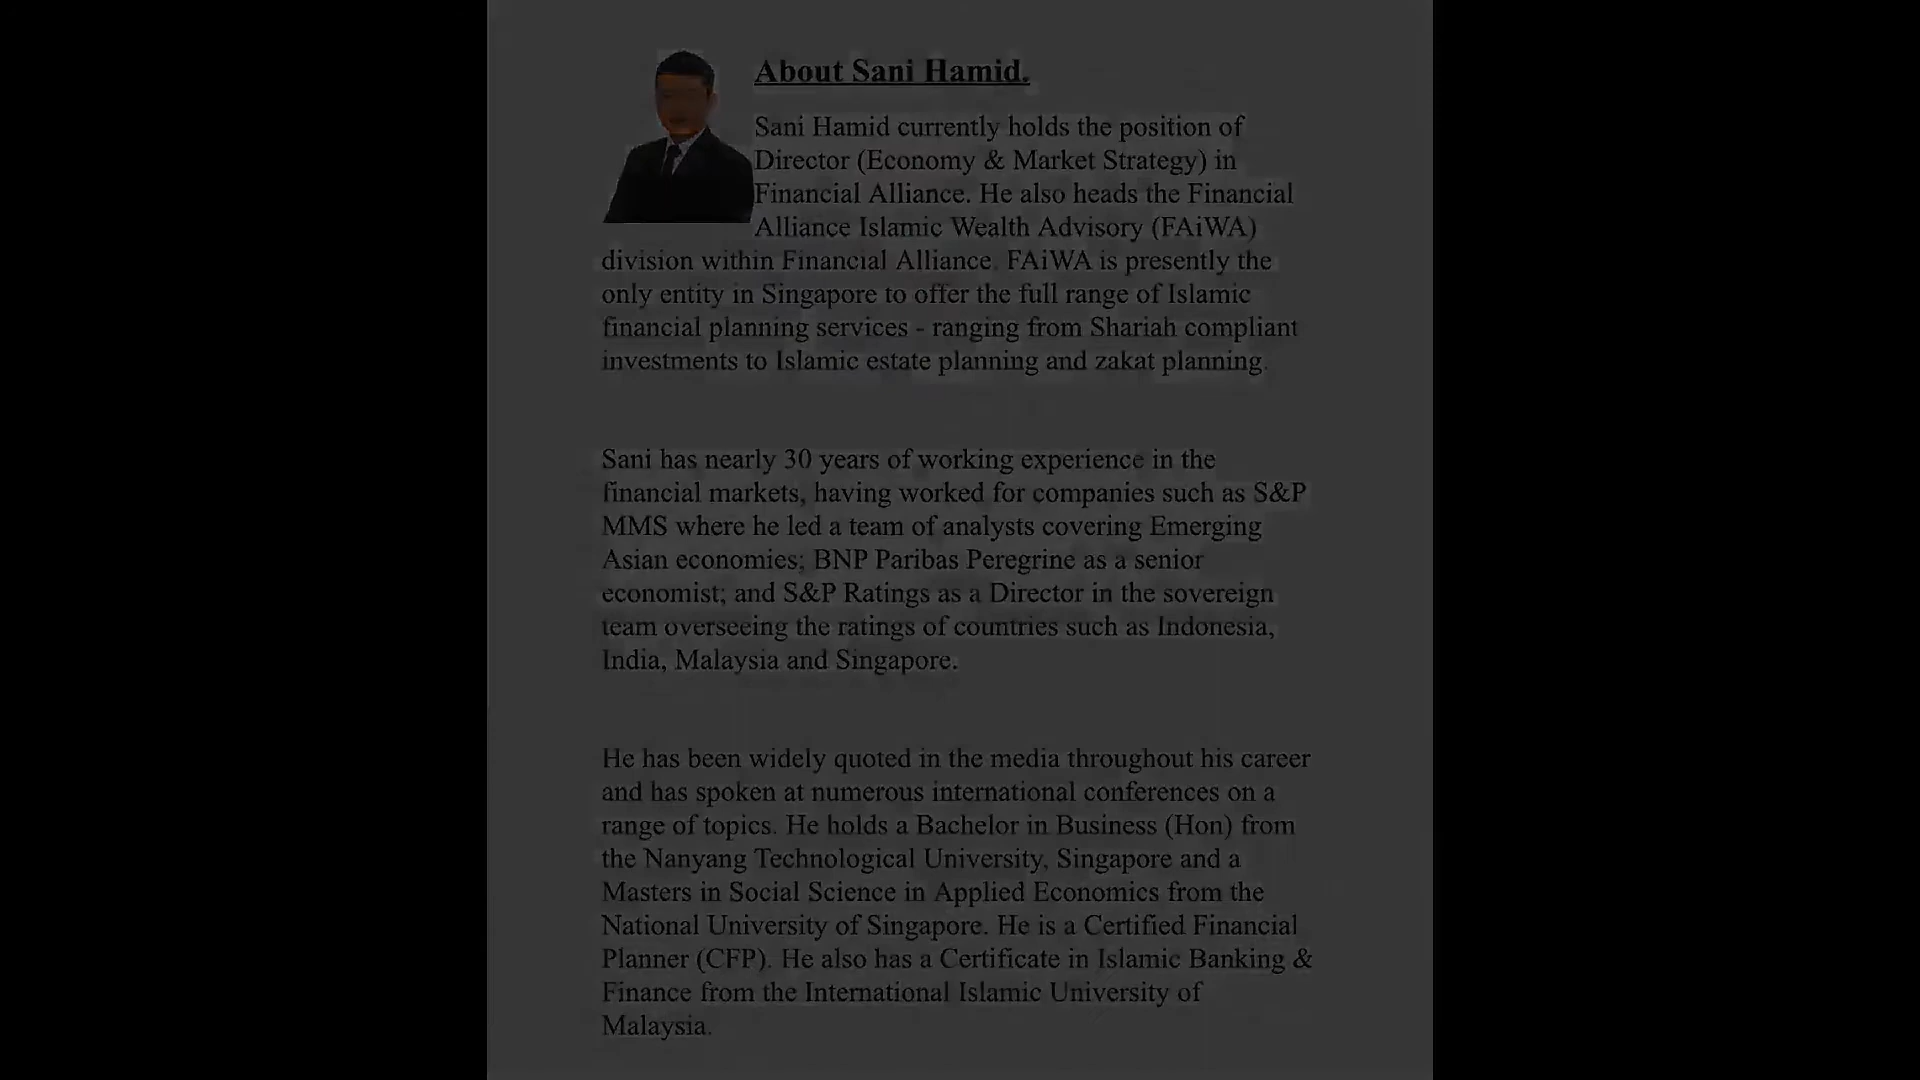 About Sani Hamid.
Sani Hamid currently holds the position of
Director (Economy & Market Strategy) in
Financial Alliance. He also heads the Financial
Alliance Islamic Wealth Advisory (FAiWA)
division within Financial Alliance. FAiWA is presently the
only entity in Singapore to offer the full range of Islamic
financial planning services - ranging from Shariah compliant
investments to Islamic estate planning and zakat planning.
Sani has nearly 30 years of working experience in the
financial markets, having worked for companies such as S&P
MMS where he led a team of analysts covering Emerging
Asian economies; BNP Paribas Peregrine as a senior
economist; and S&P Ratings as a Director in the sovereign
team overseeing the ratings of countries such as Indonesia,
India, Malaysia and Singapore.
He has been widely quoted in the media throughout his career
and has spoken at numerous international conferences on a
range of topics. He holds a Bachelor in Business (Hon) from
the Nanyang Technological University, Singapore and a
Masters in Social Science in Applied Economics from the
National University of Singapore. He is a Certified Financial
Planner (CFP). He also has a Certificate in Islamic Banking &
Finance from the International Islamic University of
Malaysia.